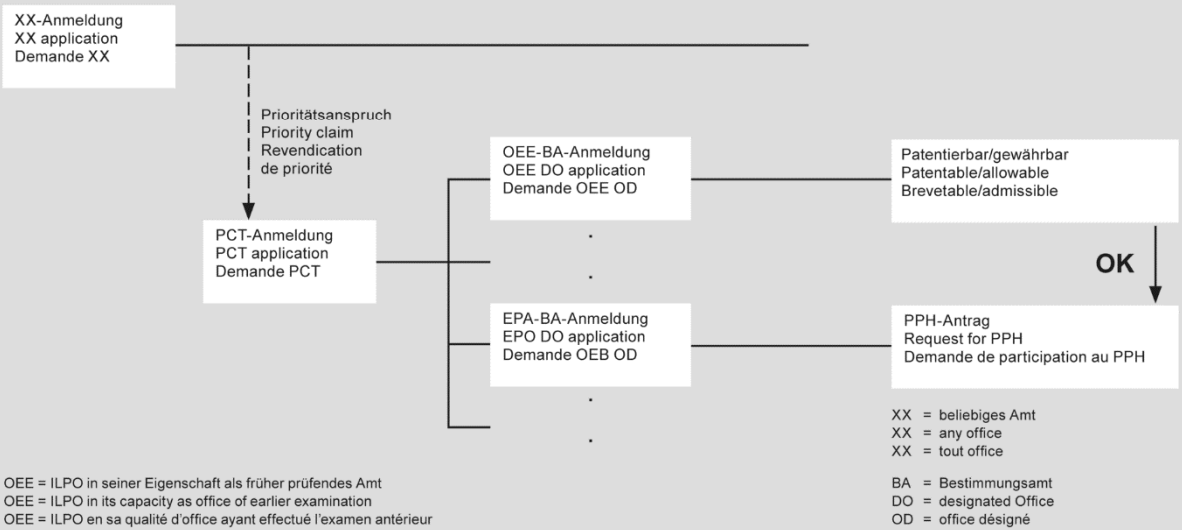 XX-Anmeldung
XX application
Demande XX
Prioritätsanspruch
Priority claim
Revendication
de priorité
PCT-Anmeldung
PCT application
Demande PCT
OEE-BA-Anmeldung
OEE DO application
Demande OEE OD
Patentierbar/gewährbar
Patentable/allowable
Brevetable/admissible
OK
EPA-BA-Anmeldung
EPO DO application
Demande OEB OD
PPH-Antrag
Request for PPH
Demande de participation au PPH
XX = beliebiges Amt
XX = any office
XX = tout office
OEE = ILPO in seiner Eigenschaft als früher prüfendes Amt
OEE = ILPO in its capacity as office of earlier examination
OEE = ILPO en sa qualité d'office ayant effectué l'examen antérieur
BA = Bestimmungsamt
DO = designated Office
OD = office désigné